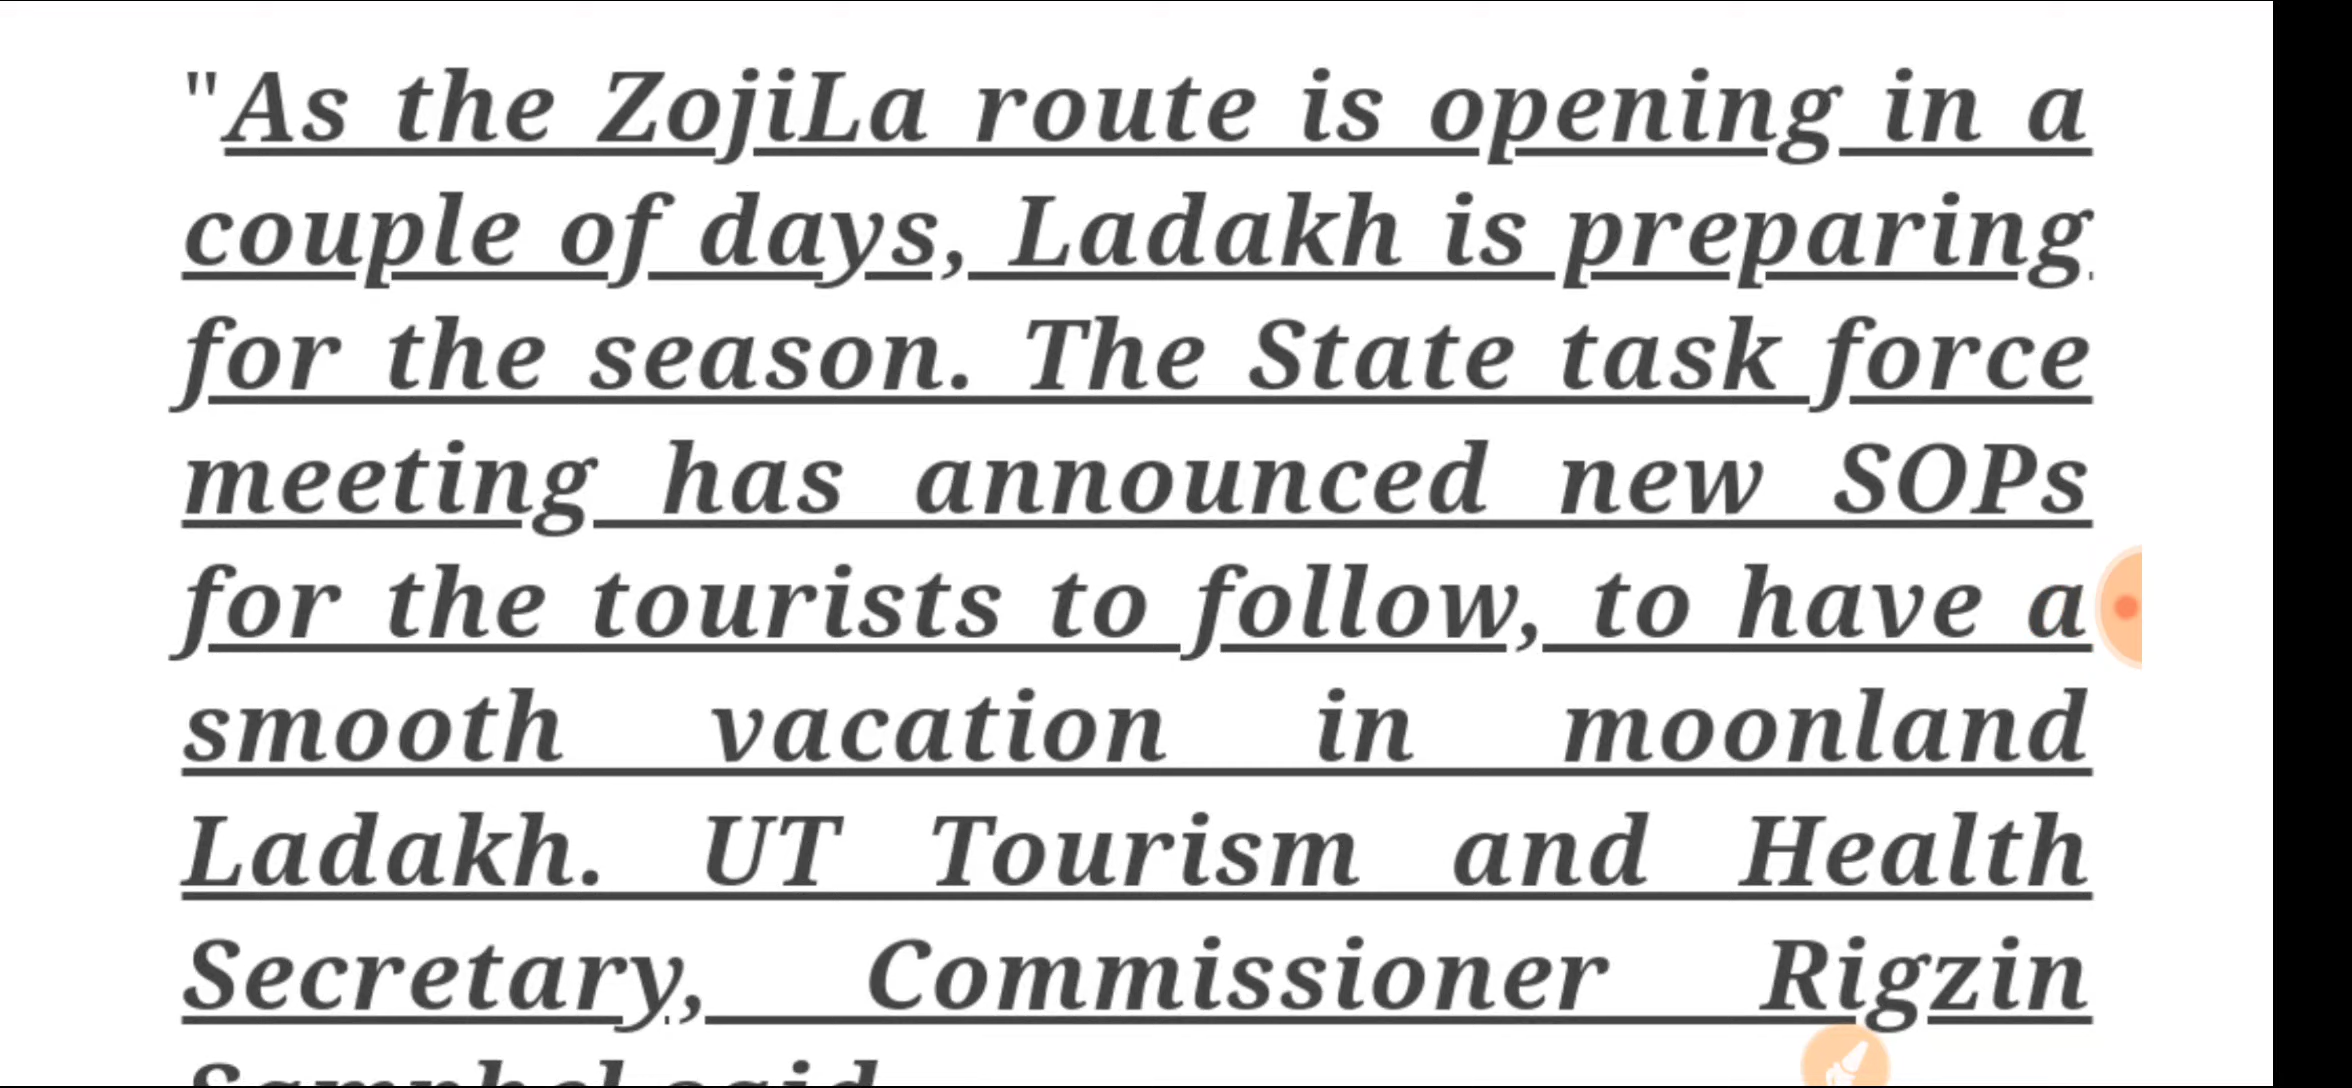 "As the ZojiLa route is opening in a
couple of days, Ladakh is preparing
for the season. The State task force
meeting has announced new SOPs
for the tourists to follow, to have a
smooth vacation in moonland
Ladakh. UT Tourism and Health
Secretary, Commissioner Rigzin
Samphel said